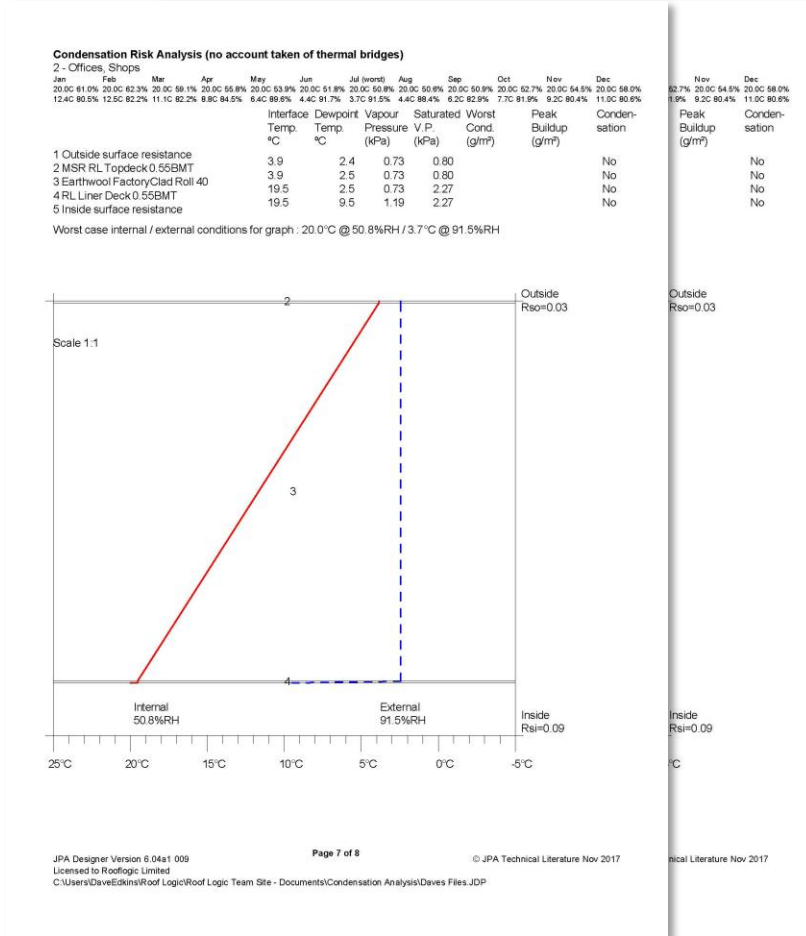 Condensation Risk Analysis (no account taken of thermal bridges)
2 - Offices, Shops
Jan Feb Mar Apr May Jun Jul (worst) Aug Sep Oct Nov Dec
20.0C 61.0% 20.0C 62.3% 20.0C 59.1% 20.0C 55.8% 20.0C 53.9% 20.0C 51.8% 20.0C 50.8% 20.0C 50.6% 20.0C 50.9% 20.0C 52.7% 20.0C 54.5% 20.0C 58.0%
12.4C 80.5% 12.5C 82.2% 11.1C 82.2% 8.8C 84.5% 6.4C 89.6% 4.4C 91.7% 3.7C 91.5% 4.4C 88.4% 6.2C 82.9% 7.7C 81.9% 9.2C 80.4% 11.0C 80.6%
Interface Dewpoint Vapour Saturated Worst Peak Conden-
Temp. Temp. Pressure V.P. Cond. Buildup sation
°C °C (kPa) (kPa) (g/m²) (g/m²)
1 Outside surface resistance
3.9 2.4 0.73 0.80 No
2 MSR RL Topdeck 0.55BMT
3.9 2.5 0.73 0.80 No
3 Earthwool FactoryClad Roll 40
19.5 2.5 0.73 2.27 No
4 RL Liner Deck 0.55BMT
19.5 9.5 1.19 2.27 No
5 Inside surface resistance
Worst case internal / external conditions for graph : 20.0°C @ 50.8%RH / 3.7°C @ 91.5%RH
Outside
Rso=0.03
2
Scale 1:1
3
4
Internal
50.8%RH
External
91.5%RH
Inside
Rsi=0.09
25°C 20°C 15°C 10°C 5°C 0°C -5°C
JPA Designer Version 6.04a1 009 Page 7 of 8 © JPA Technical Literature Nov 2017
Licensed to Rooflogic Limited
C:\Users\DaveEdkins\Roof Logic\Roof Logic Team Site - Documents\Condensation Analysis\Daves Files.JDP
Nov Dec
52.7% 20.0C 54.5% 20.0C 58.0%
1.9% 9.2C 80.4% 11.0C 80.6%
Peak Conden-
Buildup sation
(g/m²)
No
No
No
No
Outside
Rso=0.03
Inside
Rsi=0.09
°C
nical Literature Nov 2017